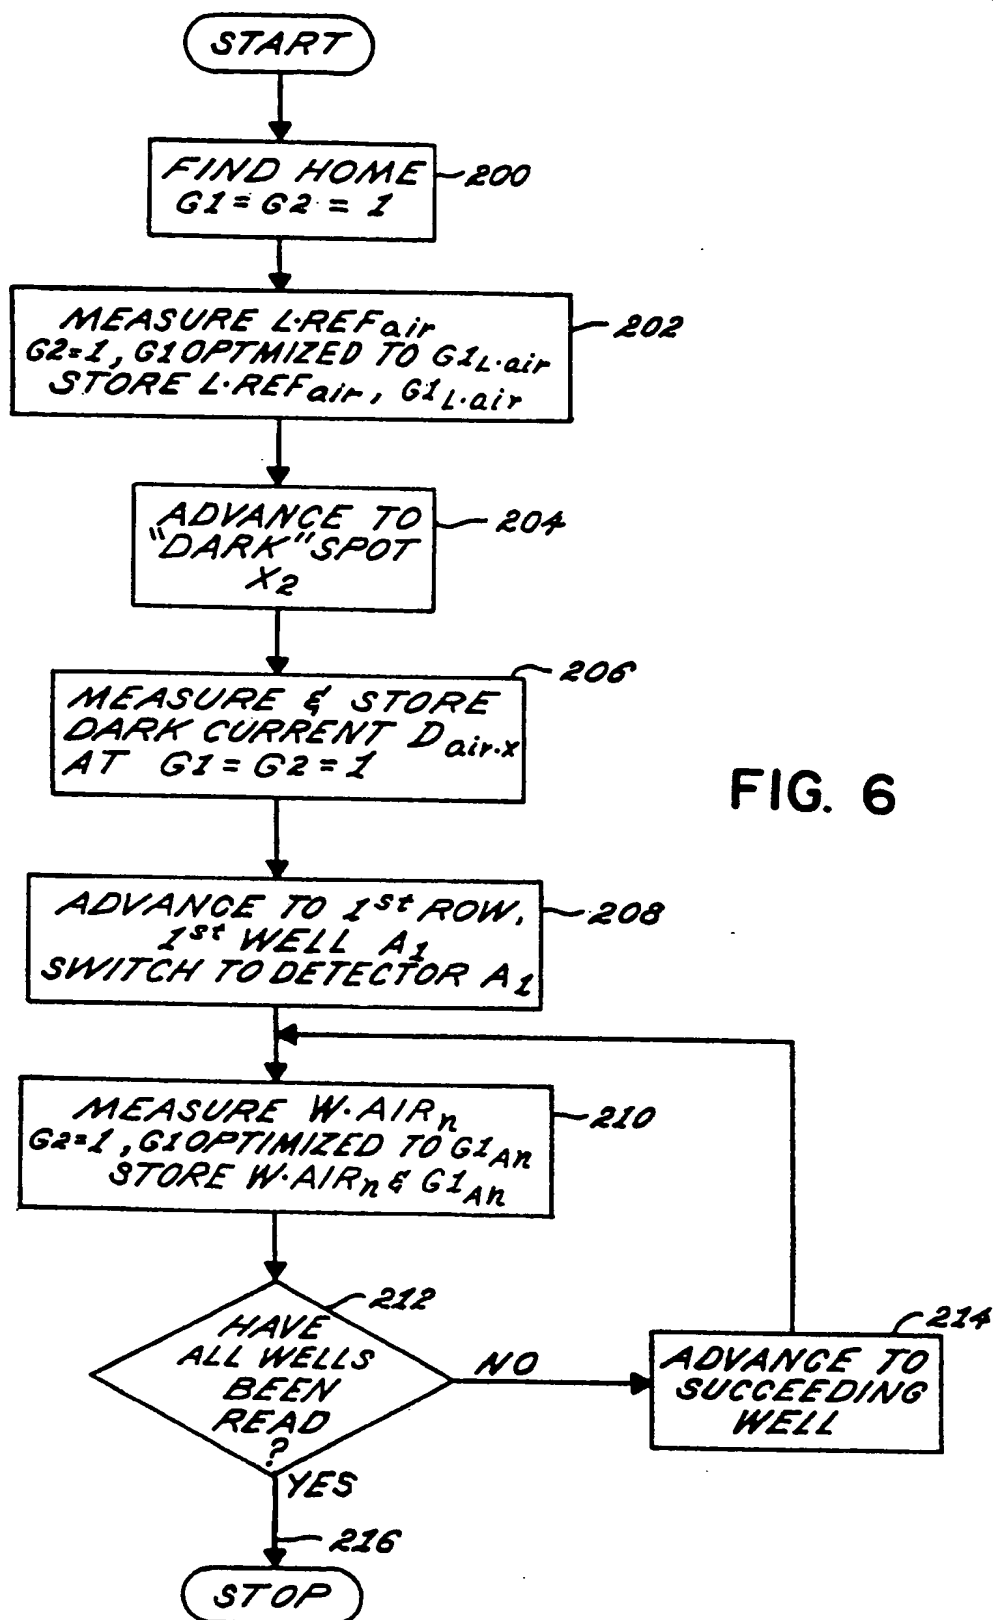 START
FIND HOME
G1 = G2 = 1
200
MEASURE L·REFair
G2=1, G1 OPTMIZED TO G1L·air
STORE L·REFair, G1L·air
202
ADVANCE TO
"DARK" SPOT
X2
204
MEASURE & STORE
DARK CURRENT Dair·x
AT G1 = G2 = 1
206
FIG. 6
ADVANCE TO 1st ROW,
1st WELL A1
SWITCH TO DETECTOR A1
208
MEASURE W·AIRn
G2=1, G1 OPTIMIZED TO G1An
STORE W·AIRn & G1An
210
HAVE
ALL WELLS
BEEN
READ
?
212
NO
ADVANCE TO
SUCCEEDING
WELL
214
YES
216
STOP